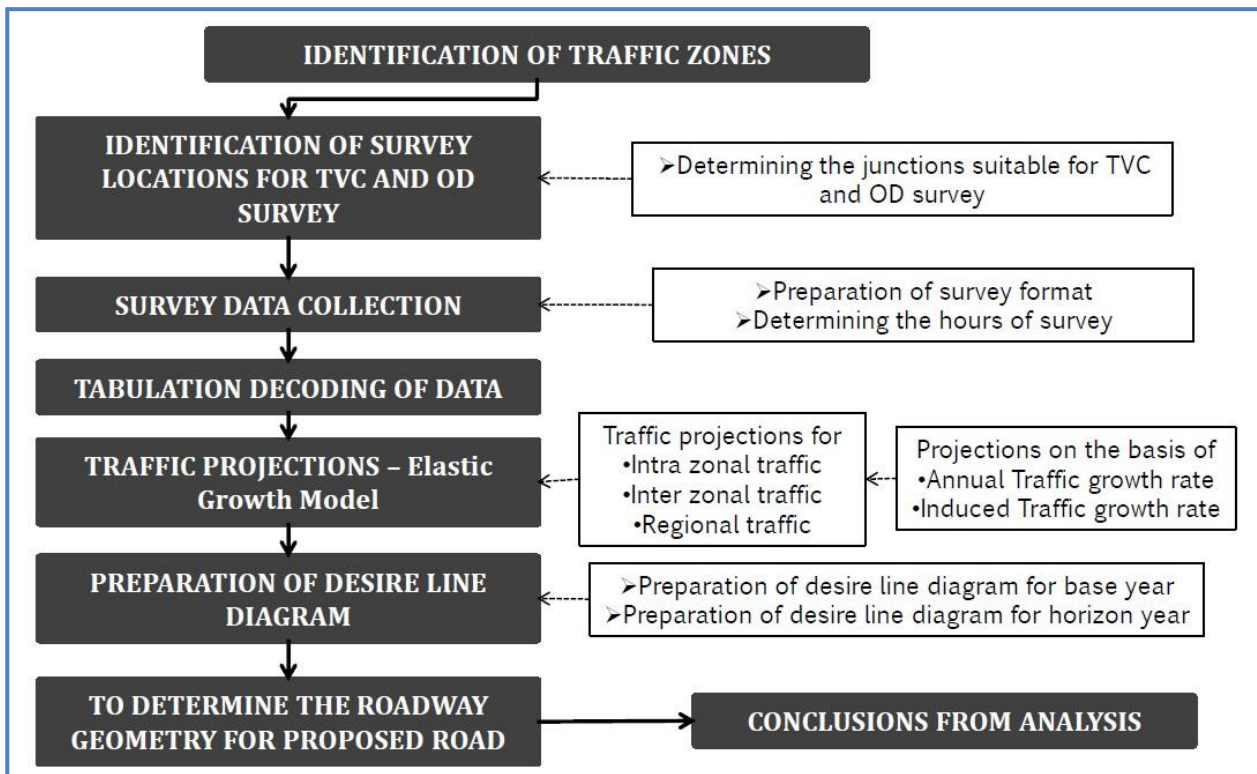 IDENTIFICATION OF TRAFFIC ZONES
IDENTIFICATION OF SURVEY
LOCATIONS FOR TVC AND OD
SURVEY
➢Determining the junctions suitable for TVC
and OD survey
SURVEY DATA COLLECTION
➢Preparation of survey format
➢Determining the hours of survey
TABULATION DECODING OF DATA
TRAFFIC PROJECTIONS – Elastic
Growth Model
Traffic projections for
•Intra zonal traffic
•Inter zonal traffic
•Regional traffic
Projections on the basis of
•Annual Traffic growth rate
•Induced Traffic growth rate
PREPARATION OF DESIRE LINE
DIAGRAM
➢Preparation of desire line diagram for base year
➢Preparation of desire line diagram for horizon year
TO DETERMINE THE ROADWAY
GEOMETRY FOR PROPOSED ROAD
CONCLUSIONS FROM ANALYSIS